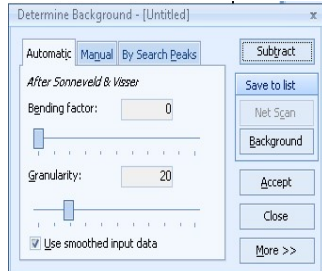 Determine Background - [Untitled] x
Automatic Manual By Search Peaks
After Sonneveld & Visser
Bending factor: 0
Granularity: 20
Use smoothed input data
Subtract
Save to list
Net Scan
Background
Accept
Close
More >>